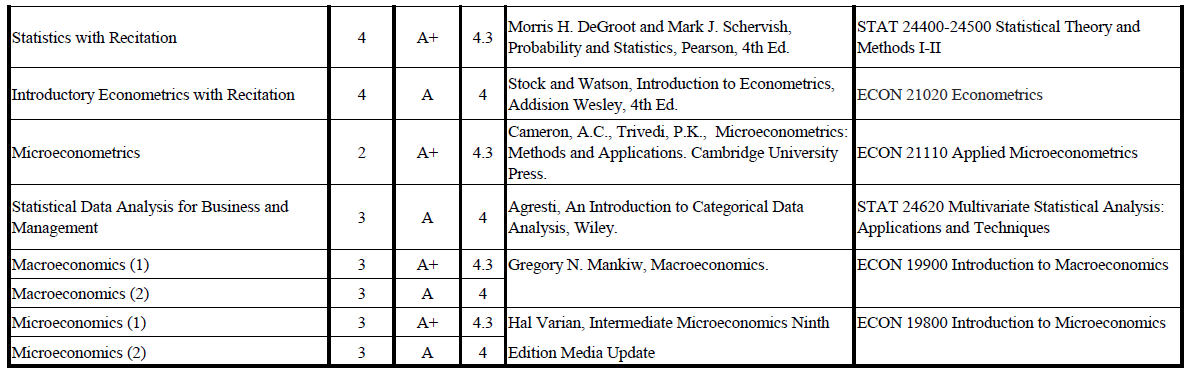 Statistics with Recitation 4 A+ 4.3 Morris H. DeGroot and Mark J. Schervish, STAT 24400-24500 Statistical Theory and
Probability and Statistics, Pearson, 4th Ed. Methods I-II
Introductory Econometrics with Recitation 4 A 4 Stock and Watson, Introduction to Econometrics, ECON 21020 Econometrics
Addision Wesley, 4th Ed.
Microeconometrics 2 A+ 4.3 Cameron, A.C., Trivedi, P.K., Microeconometrics: ECON 21110 Applied Microeconometrics
Methods and Applications. Cambridge University
Press.
Statistical Data Analysis for Business and 3 A 4 Agresti, An Introduction to Categorical Data STAT 24620 Multivariate Statistical Analysis:
Management Analysis, Wiley. Applications and Techniques
Macroeconomics (1) 3 A+ 4.3 Gregory N. Mankiw, Macroeconomics. ECON 19900 Introduction to Macroeconomics
Macroeconomics (2) 3 A 4
Microeconomics (1) 3 A+ 4.3 Hal Varian, Intermediate Microeconomics Ninth ECON 19800 Introduction to Microeconomics
Microeconomics (2) 3 A 4 Edition Media Update